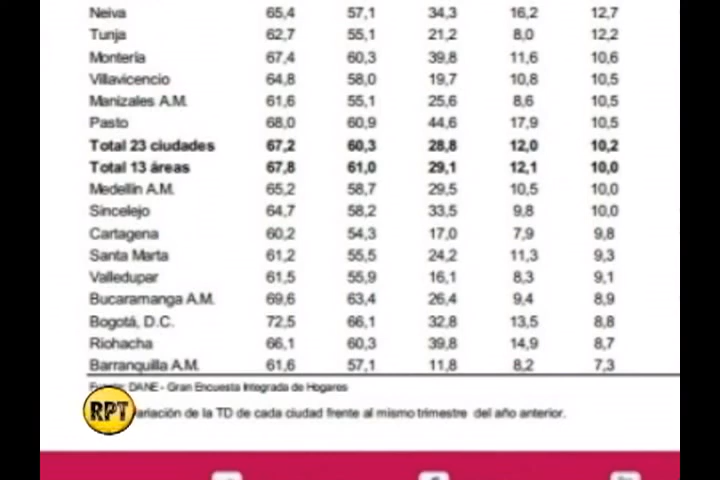 Neiva 65,4 57,1 34,3 16,2 12,7
Tunja 62,7 55,1 21,2 8,0 12,2
Montería 67,4 60,3 39,8 11,6 10,6
Villavicencio 64,8 58,0 19,7 10,8 10,5
Manizales A.M. 61,6 55,1 25,6 8,6 10,5
Pasto 68,0 60,9 44,6 17,9 10,5
Total 23 ciudades 67,2 60,3 28,8 12,0 10,2
Total 13 áreas 67,8 61,0 29,1 12,1 10,0
Medellín A.M. 65,2 58,7 29,5 10,5 10,0
Sincelejo 64,7 58,2 33,5 9,8 10,0
Cartagena 60,2 54,3 17,0 7,9 9,8
Santa Marta 61,2 55,5 24,2 11,3 9,3
Valledupar 61,5 55,9 16,1 8,3 9,1
Bucaramanga A.M. 69,6 63,4 26,4 9,4 8,9
Bogotá, D.C. 72,5 66,1 32,8 13,5 8,8
Riohacha 66,1 60,3 39,8 14,9 8,7
Barranquilla A.M. 61,6 57,1 11,8 8,2 7,3
DANE - Gran Encuesta Integrada de Hogares
RPT ariación de la TD de cada ciudad frente al mismo trimestre del año anterior.